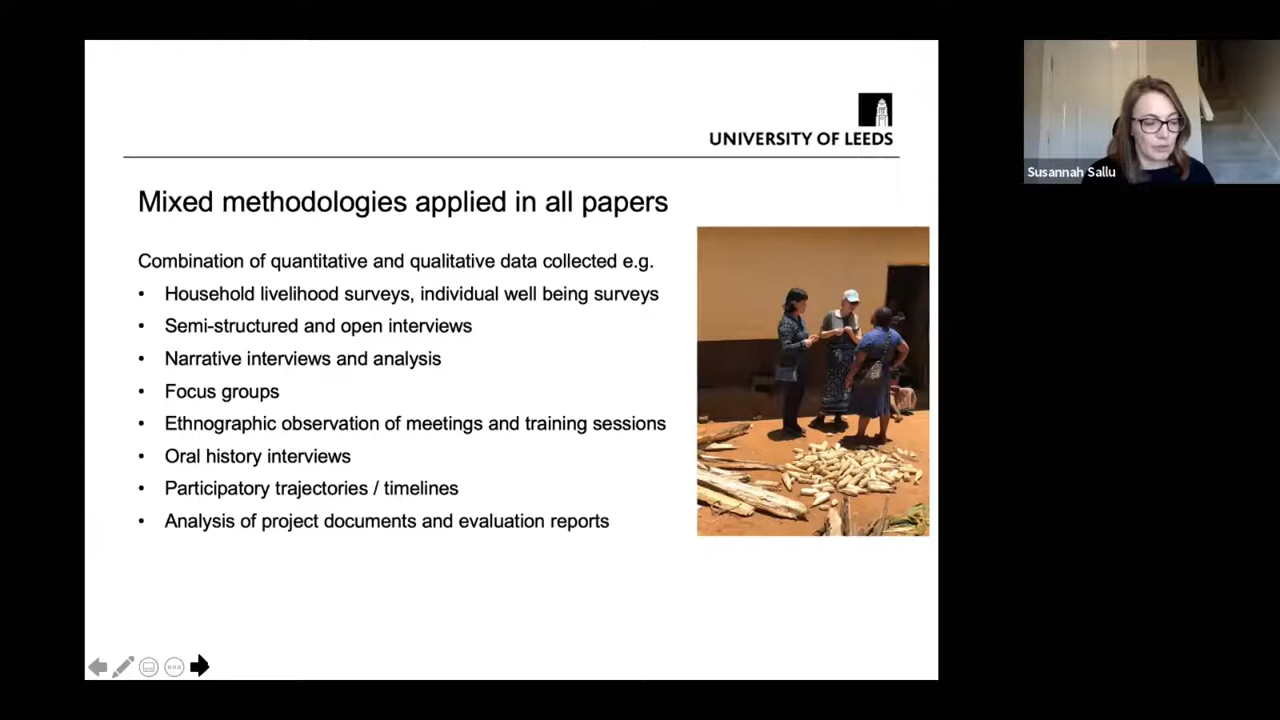 UNIVERSITY OF LEEDS
Susannah Sallu
Mixed methodologies applied in all papers
Combination of quantitative and qualitative data collected e.g.
• Household livelihood surveys, individual well being surveys
• Semi-structured and open interviews
• Narrative interviews and analysis
• Focus groups
• Ethnographic observation of meetings and training sessions
• Oral history interviews
• Participatory trajectories / timelines
• Analysis of project documents and evaluation reports